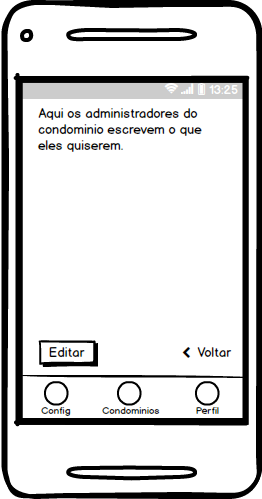 13:25
Aqui os administradores do
condominio escrevem o que
eles quiserem.
Editar
Voltar
Config
Condominios
Perfil